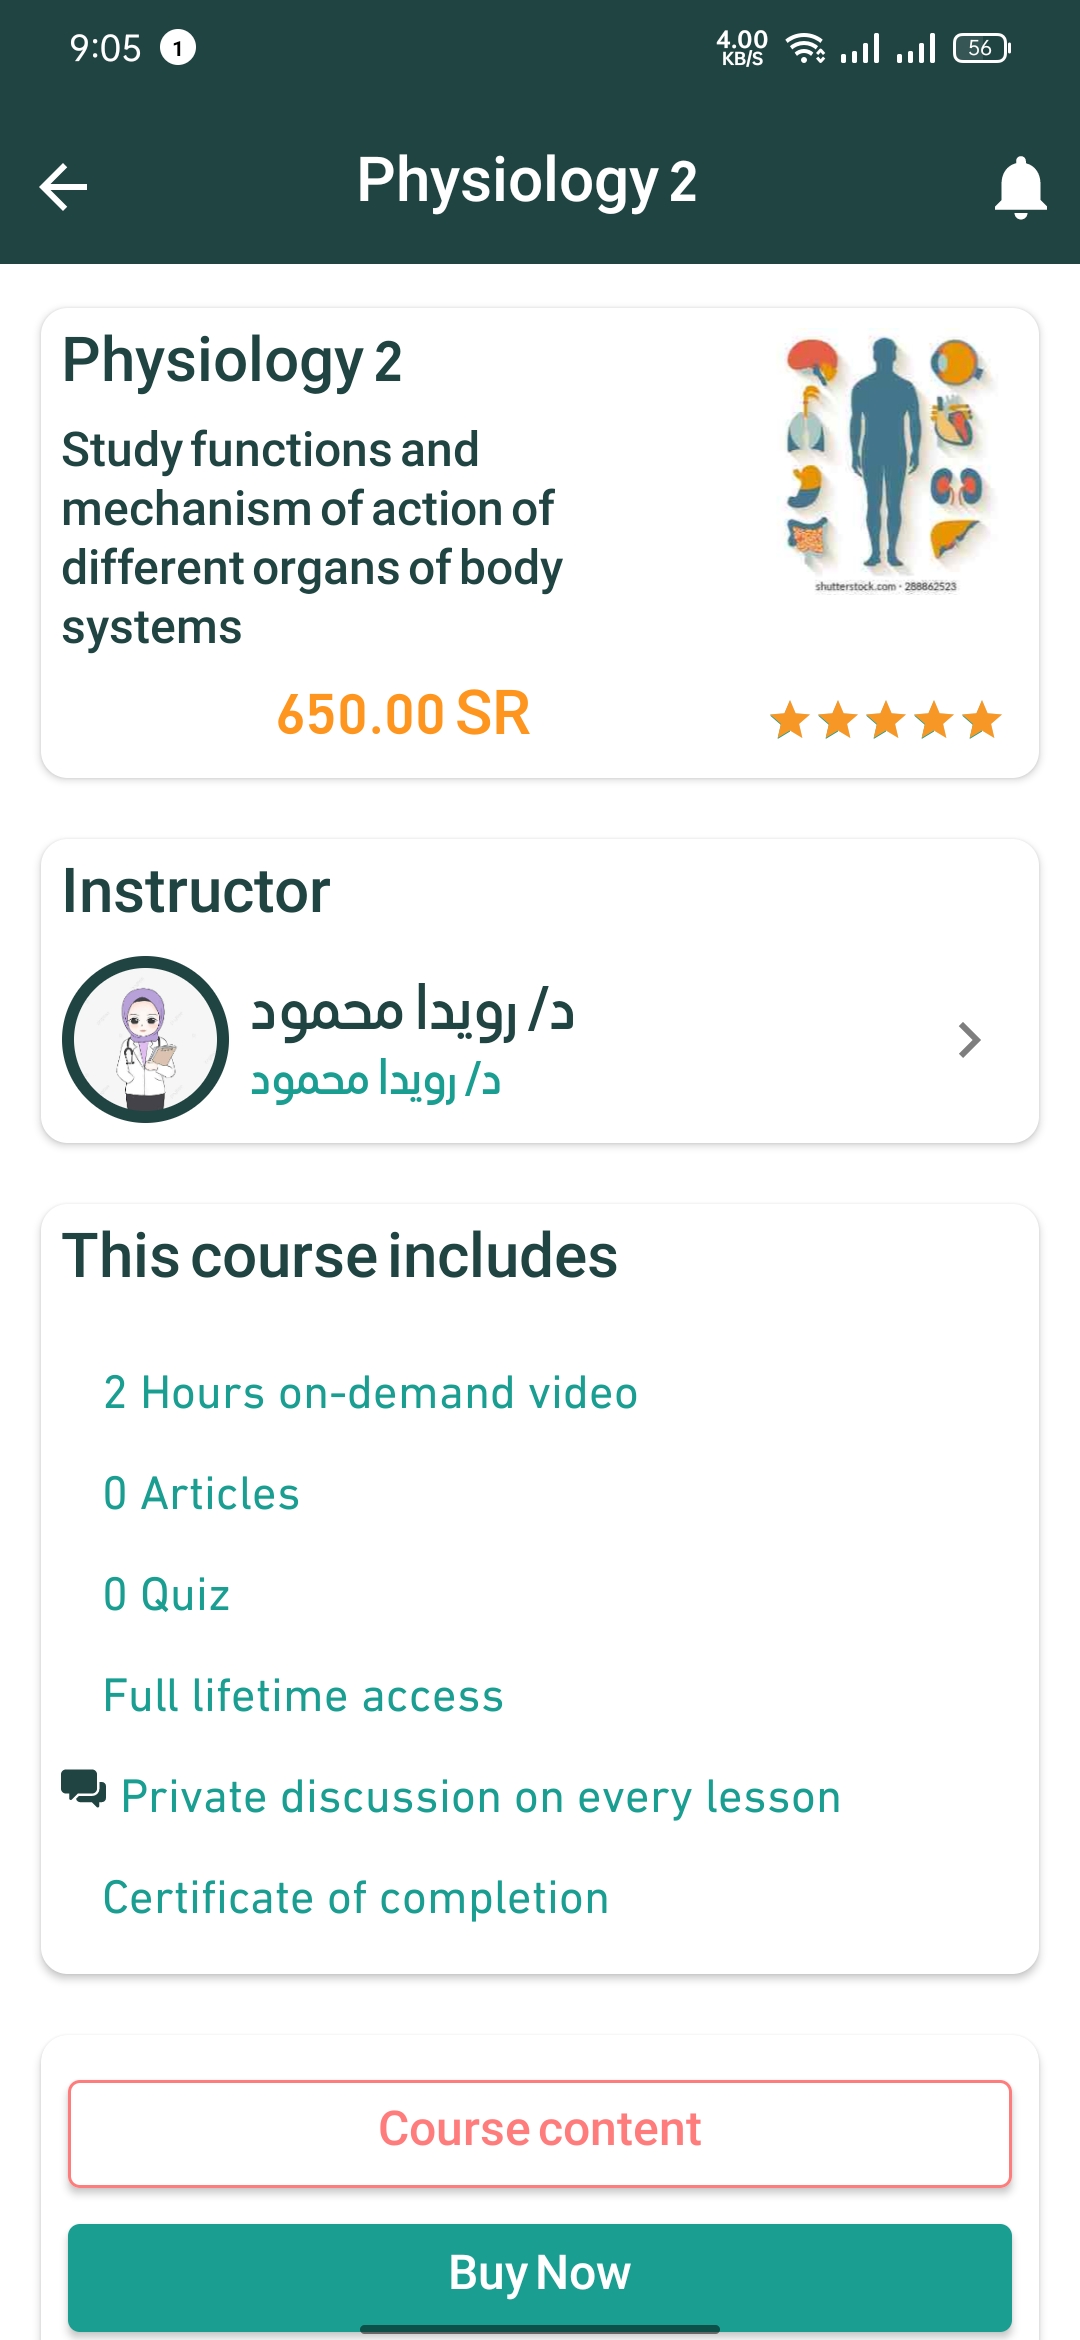 9:05 1 4.00 KB/S 56
Physiology 2
Physiology 2
Study functions and
mechanism of action of
different organs of body
systems
shutterstock.com · 288862523
650.00 SR
Instructor
د/ رويدا محمود
د/ رويدا محمود
This course includes
2 Hours on-demand video
0 Articles
0 Quiz
Full lifetime access
Private discussion on every lesson
Certificate of completion
Course content
Buy Now